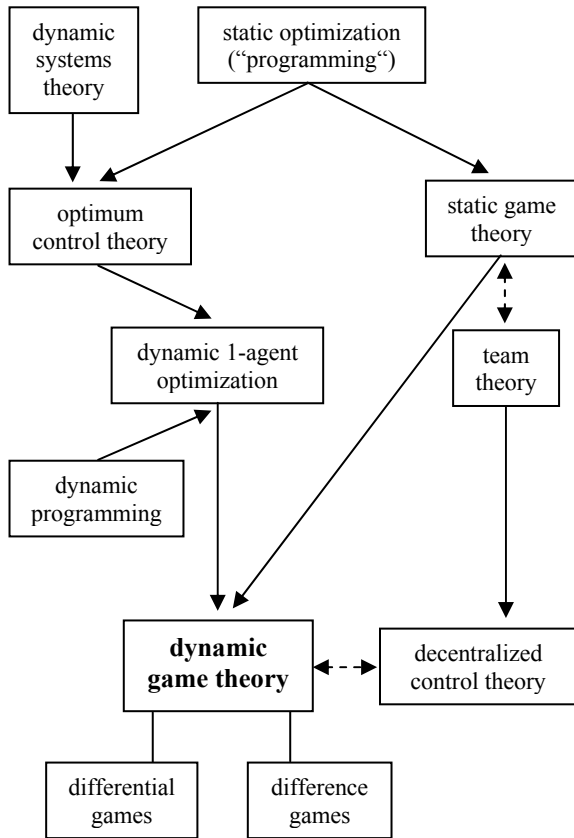 dynamic
systems
theory
static optimization
(“programming“)
optimum
control theory
static game
theory
dynamic 1-agent
optimization
team
theory
dynamic
programming
dynamic
game theory
decentralized
control theory
differential
games
difference
games